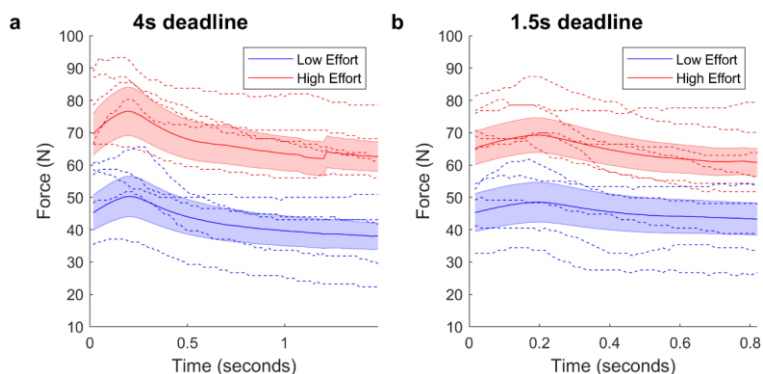 a
4s deadline
100
90
80
70
60
50
40
30
20
10
Force (N)
Low Effort
High Effort
0
0.5
1
Time (seconds)
b
1.5s deadline
100
90
80
70
60
50
40
30
20
10
Force (N)
Low Effort
High Effort
0
0.2
0.4
0.6
0.8
Time (seconds)